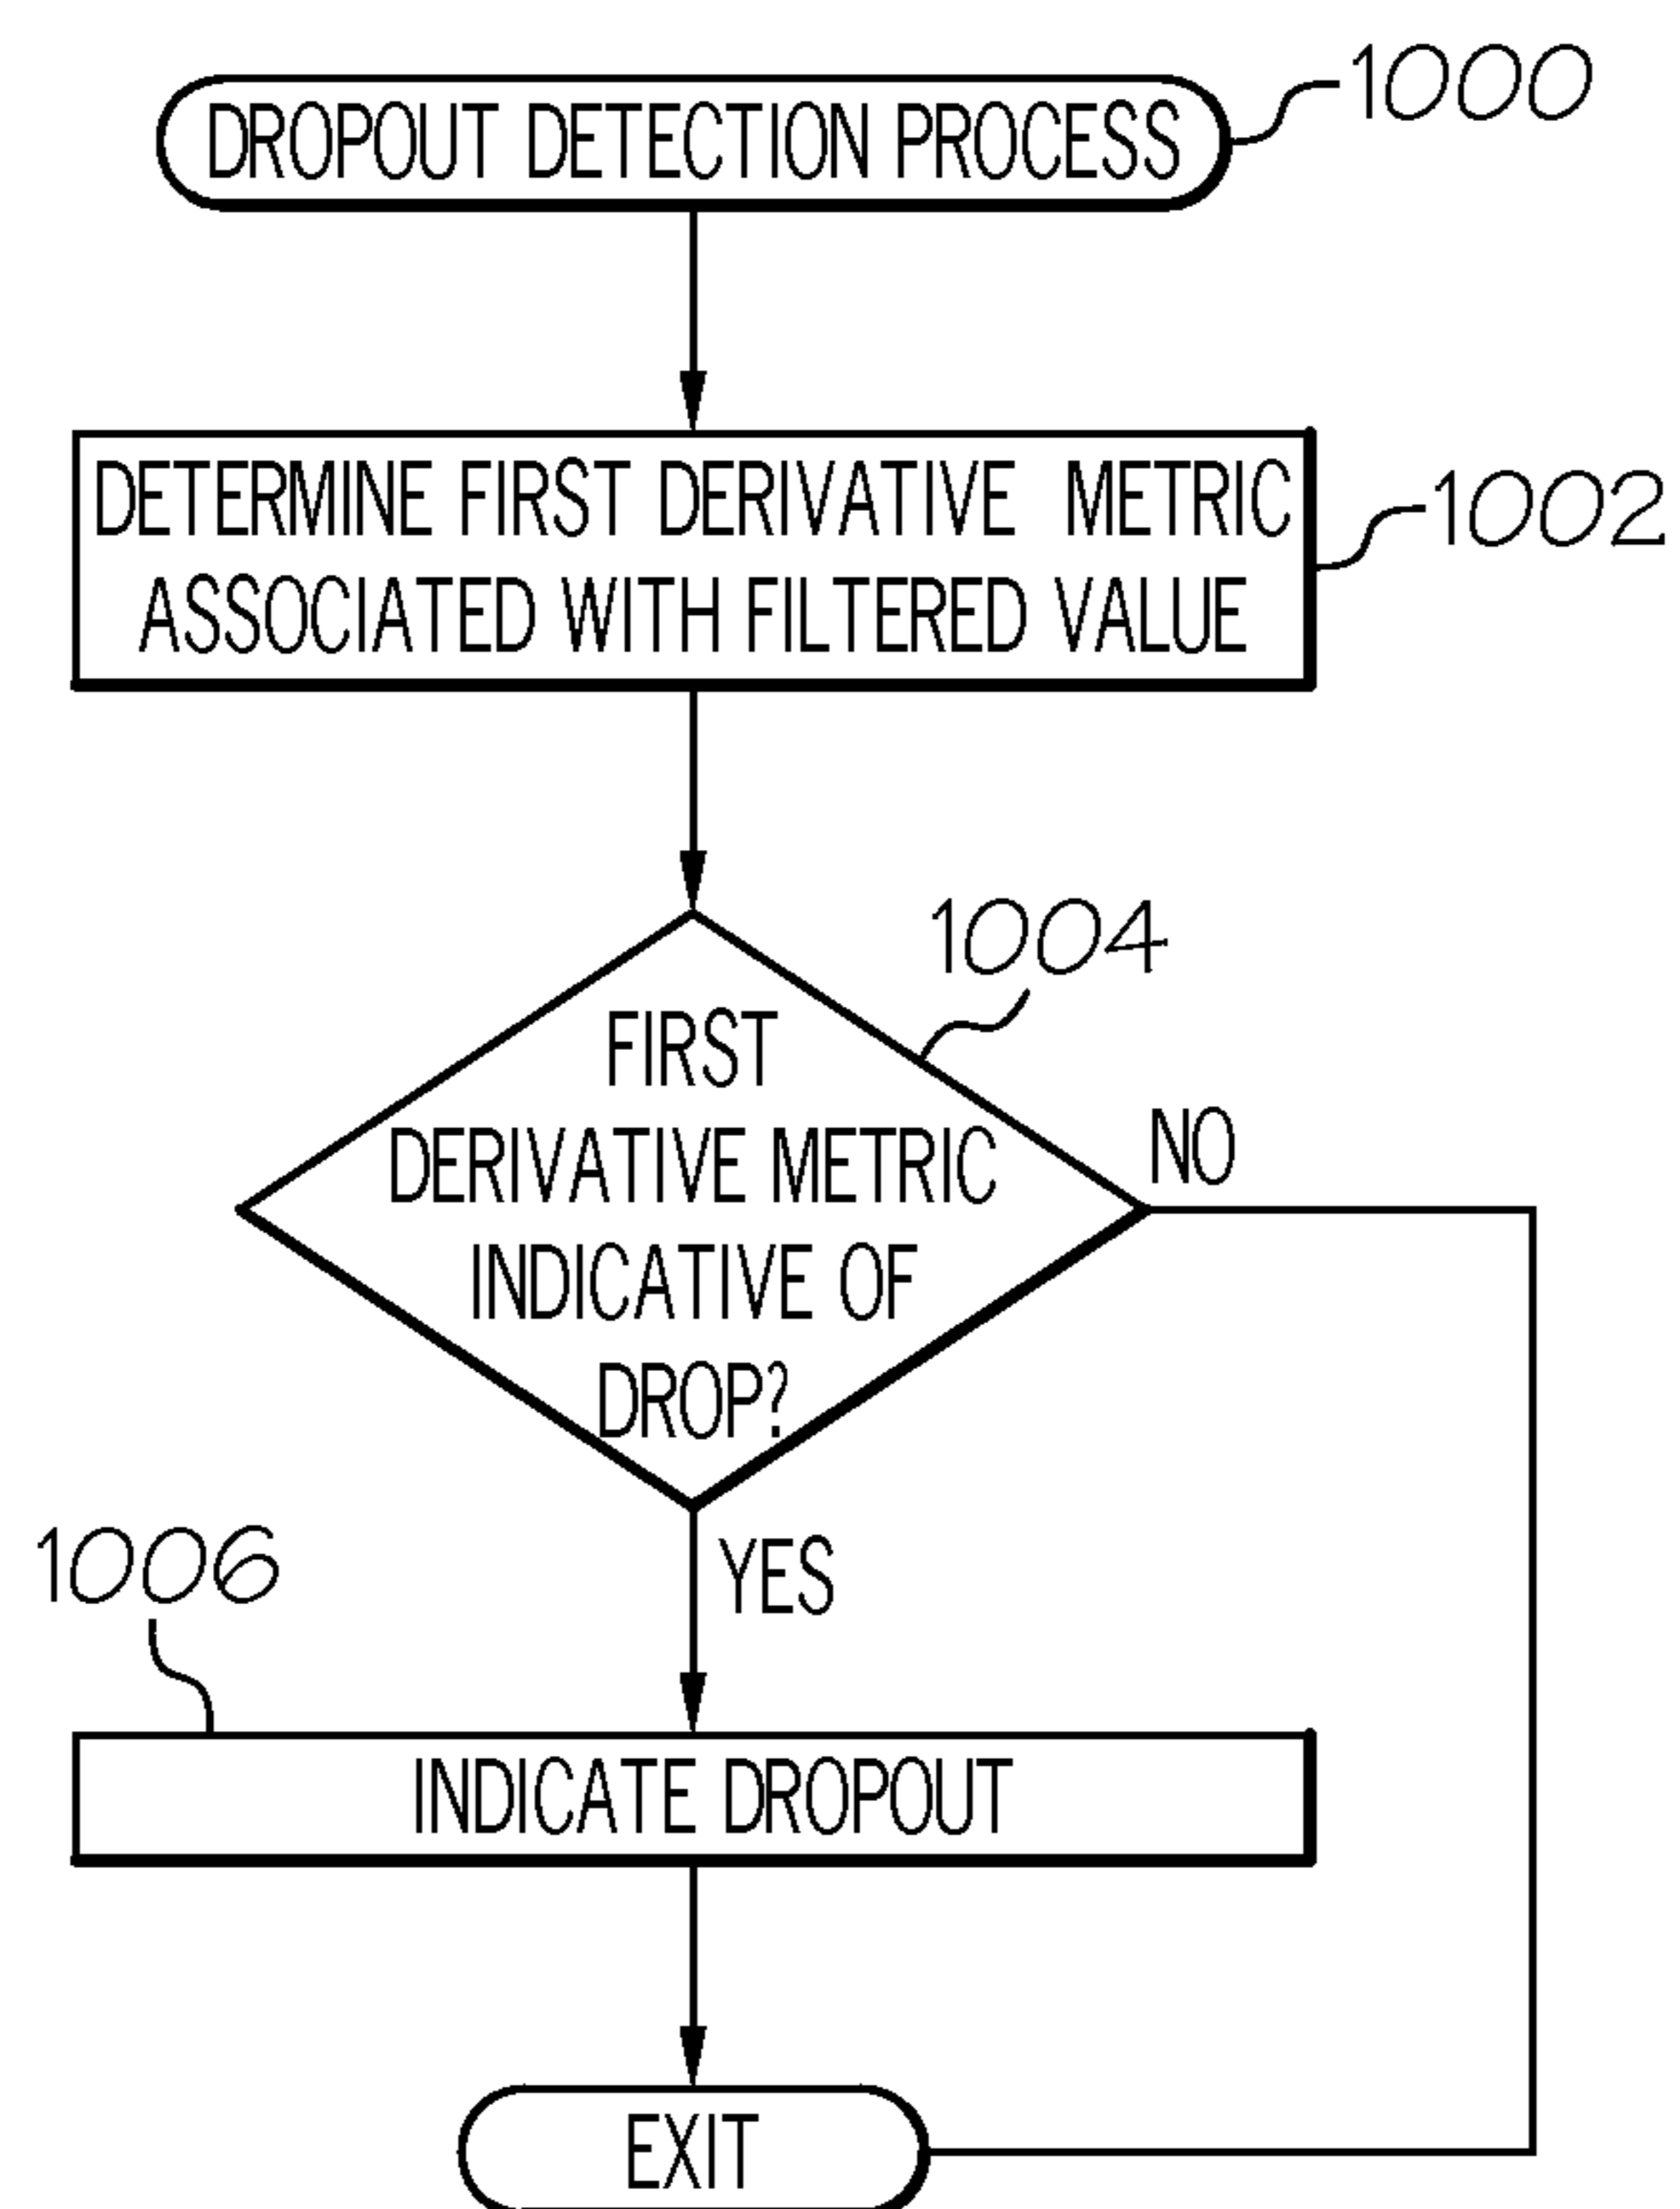 DROPOUT DETECTION PROCESS
1000
DETERMINE FIRST DERIVATIVE METRIC
ASSOCIATED WITH FILTERED VALUE
1002
1004
FIRST
DERIVATIVE METRIC
INDICATIVE OF
DROP?
NO
YES
1006
INDICATE DROPOUT
EXIT